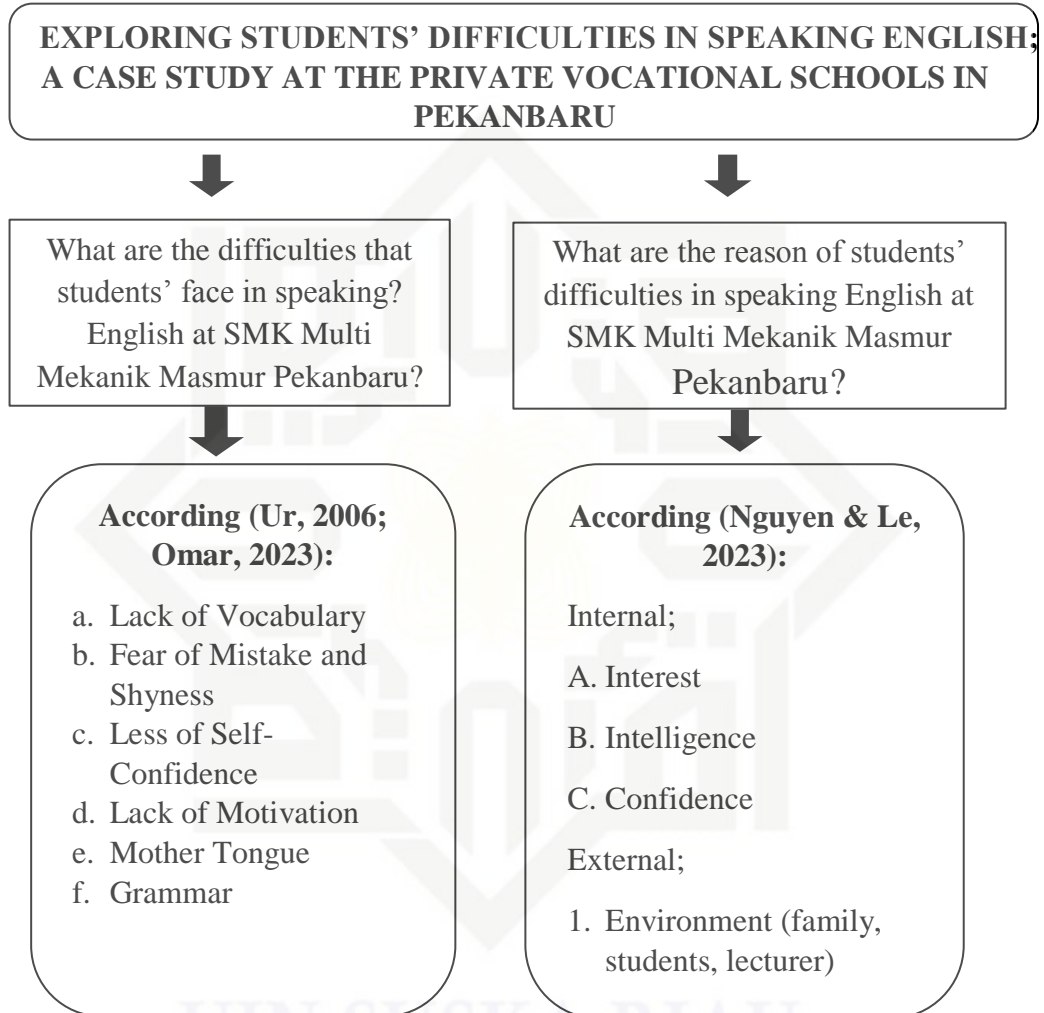 EXPLORING STUDENTS’ DIFFICULTIES IN SPEAKING ENGLISH;
A CASE STUDY AT THE PRIVATE VOCATIONAL SCHOOLS IN
PEKANBARU
What are the difficulties that
students’ face in speaking?
English at SMK Multi
Mekanik Masmur Pekanbaru?
What are the reason of students’
difficulties in speaking English at
SMK Multi Mekanik Masmur
Pekanbaru?
According (Ur, 2006;
Omar, 2023):
a. Lack of Vocabulary
b. Fear of Mistake and
Shyness
c. Less of Self-
Confidence
d. Lack of Motivation
e. Mother Tongue
f. Grammar
According (Nguyen & Le,
2023):
Internal;
A. Interest
B. Intelligence
C. Confidence
External;
1. Environment (family,
students, lecturer)
UIN SUSKA RIAU